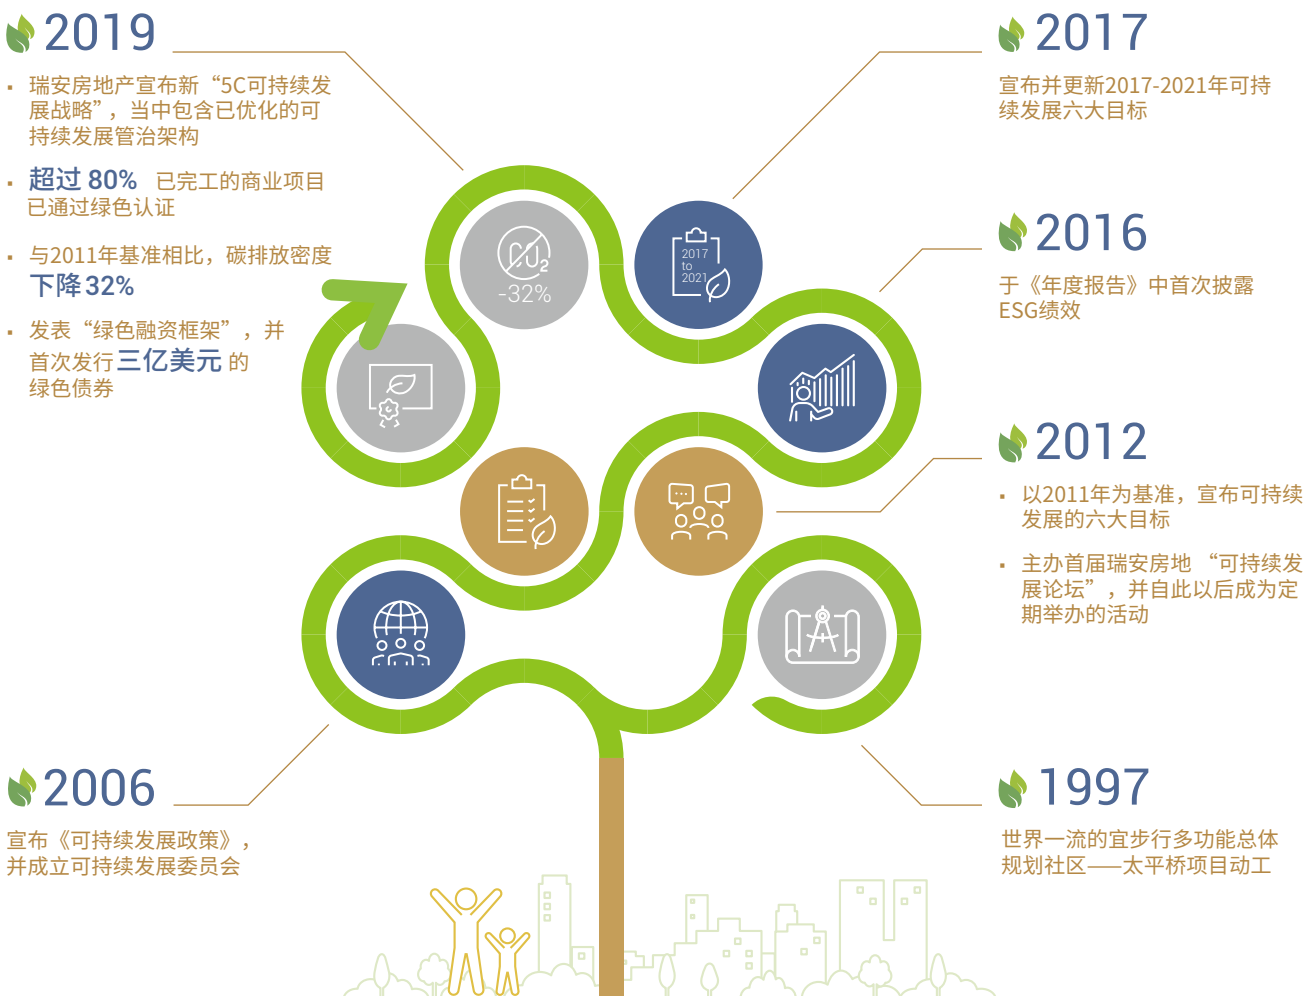 2019
· 瑞安房地产宣布新“5C可持续发
展战略”，当中包含已优化的可
持续发展管治架构
· 超过 80% 已完工的商业项目
已通过绿色认证
· 与2011年基准相比，碳排放密度
下降32%
· 发表“绿色融资框架”，并
首次发行三亿美元的
绿色债券
2017
宣布并更新2017-2021年可持
续发展六大目标
2016
于《年度报告》中首次披露
ESG绩效
2012
· 以2011年为基准，宣布可持续
发展的六大目标
· 主办首届瑞安房地 “可持续发
展论坛”，并自此以后成为定
期举办的活动
CO2
-32%
2017
to
2021
2006
宣布《可持续发展政策》，
并成立可持续发展委员会
1997
世界一流的宜步行多功能总体
规划社区——太平桥项目动工